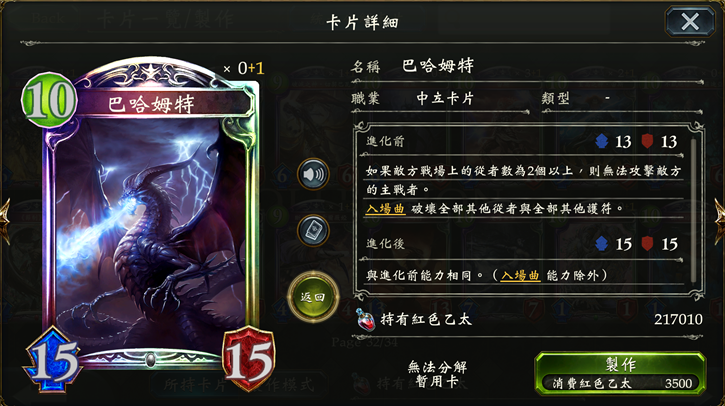 卡片一覧/製作
卡片詳細
× 0+1
10
巴哈姆特
15
15
返回
名稱 巴哈姆特
職業 中立卡片 類型 -
進化前 13 13
如果敵方戰場上的從者數為2個以上，則無法攻擊敵方
的主戰者。
入場曲 破壞全部其他從者與全部其他護符。
進化後 15 15
與進化前能力相同。（入場曲 能力除外）
持有紅色乙太 217010
Page 32/34
無法分解
暫用卡
製作
消費紅色乙太 3500